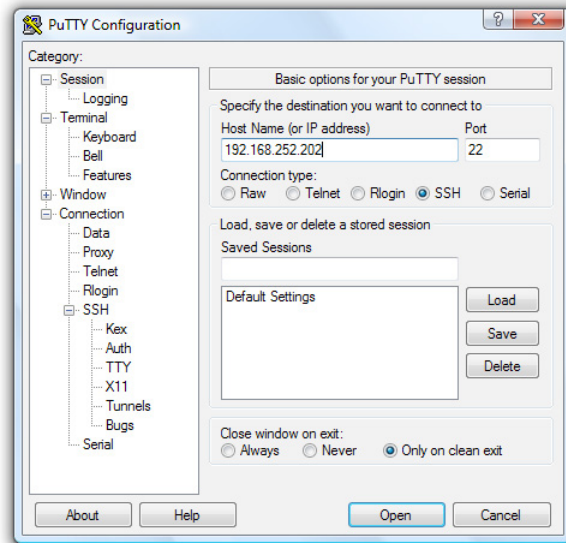 PuTTY Configuration
?
Category:
Session
Logging
Terminal
Keyboard
Bell
Features
Window
Connection
Data
Proxy
Telnet
Rlogin
SSH
Kex
Auth
TTY
X11
Tunnels
Bugs
Serial
Basic options for your PuTTY session
Specify the destination you want to connect to
Host Name (or IP address) Port
192.168.252.202 22
Connection type:
Raw Telnet Rlogin SSH Serial
Load, save or delete a stored session
Saved Sessions
Default Settings
Load
Save
Delete
Close window on exit:
Always Never Only on clean exit
About Help Open Cancel